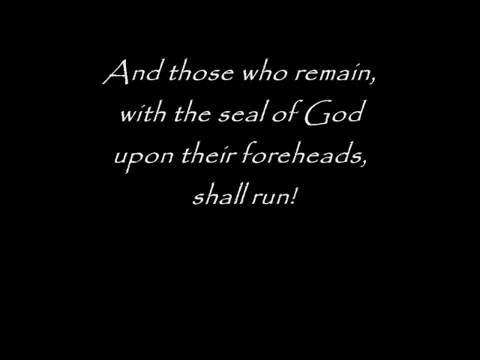 And those who remain,
with the seal of God
upon their foreheads,
shall run!